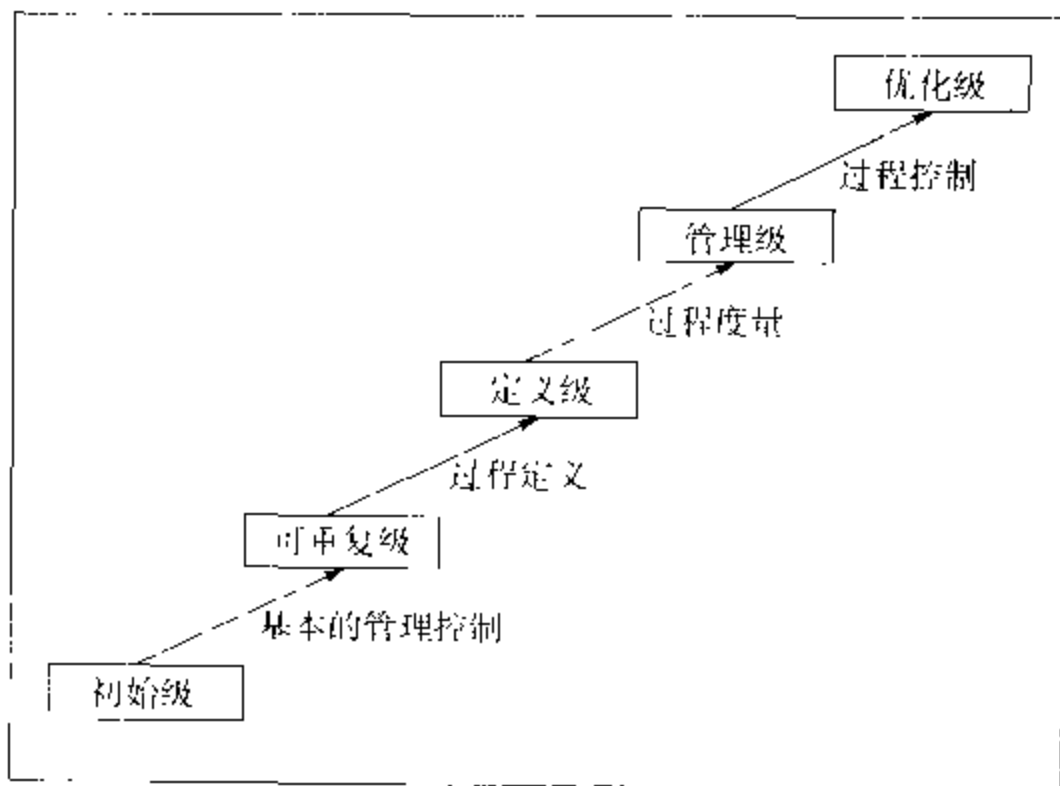 优化级
过程控制
管理级
过程度量
定义级
过程定义
可重复级
基本的管理控制
初始级